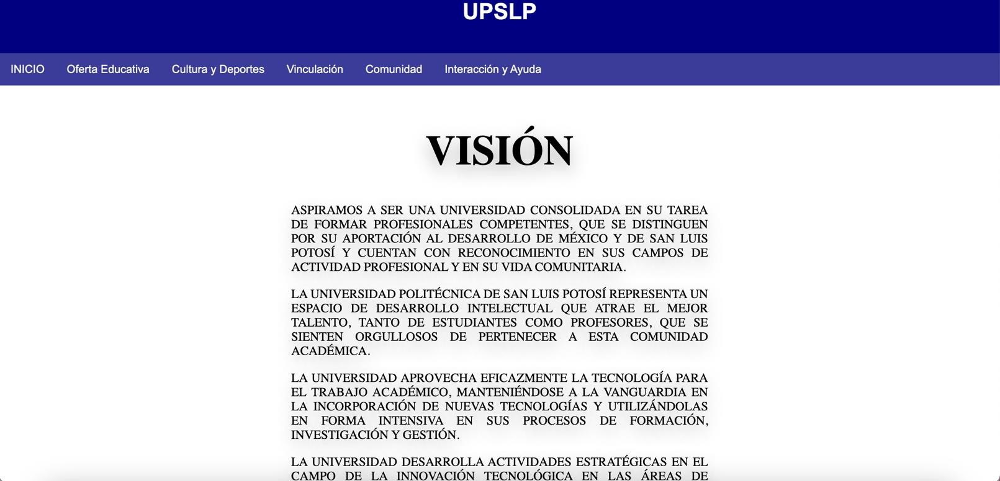 UPSLP
INICIO Oferta Educativa Cultura y Deportes Vinculación Comunidad Interacción y Ayuda
VISIÓN
ASPIRAMOS A SER UNA UNIVERSIDAD CONSOLIDADA EN SU TAREA
DE FORMAR PROFESIONALES COMPETENTES, QUE SE DISTINGUEN
POR SU APORTACIÓN AL DESARROLLO DE MÉXICO Y DE SAN LUIS
POTOSÍ Y CUENTAN CON RECONOCIMIENTO EN SUS CAMPOS DE
ACTIVIDAD PROFESIONAL Y EN SU VIDA COMUNITARIA.
LA UNIVERSIDAD POLITÉCNICA DE SAN LUIS POTOSÍ REPRESENTA UN
ESPACIO DE DESARROLLO INTELECTUAL QUE ATRAE EL MEJOR
TALENTO, TANTO DE ESTUDIANTES COMO PROFESORES, QUE SE
SIENTEN ORGULLOSOS DE PERTENECER A ESTA COMUNIDAD
ACADÉMICA.
LA UNIVERSIDAD APROVECHA EFICAZMENTE LA TECNOLOGÍA PARA
EL TRABAJO ACADÉMICO, MANTENIÉNDOSE A LA VANGUARDIA EN
LA INCORPORACIÓN DE NUEVAS TECNOLOGÍAS Y UTILIZÁNDOLAS
EN FORMA INTENSIVA EN SUS PROCESOS DE FORMACIÓN,
INVESTIGACIÓN Y GESTIÓN.
LA UNIVERSIDAD DESARROLLA ACTIVIDADES ESTRATÉGICAS EN EL
CAMPO DE LA INNOVACIÓN TECNOLÓGICA EN LAS ÁREAS DE